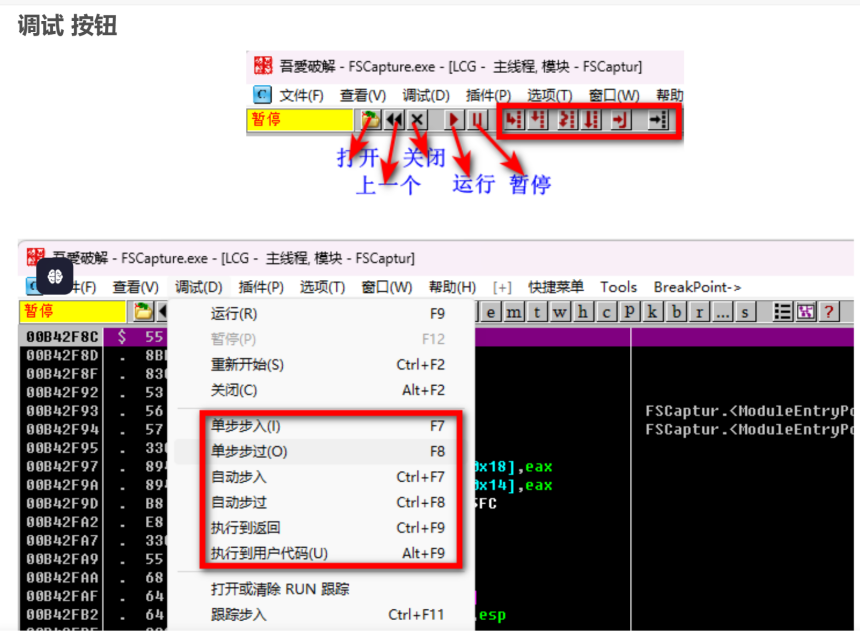 调试 按钮
吾愛破解 - FSCapture.exe - [LCG - 主线程, 模块 - FSCaptur]
文件(F) 查看(V) 调试(D) 插件(P) 选项(T) 窗口(W) 帮助
暂停
打开 关闭
上一个 运行 暂停
吾愛破解 - FSCapture.exe - [LCG - 主线程, 模块 - FSCaptur]
件(F) 查看(V) 调试(D) 插件(P) 选项(T) 窗口(W) 帮助(H) [+] 快捷菜单 Tools BreakPoint->
暂停 e m t w h c P k b r ... s ?
运行(R) F9
暂停(P) F12
重新开始(S) Ctrl+F2
关闭(C) Alt+F2
单步步入(I) F7
单步步过(O) F8
自动步入 Ctrl+F7
自动步过 Ctrl+F8
执行到返回 Ctrl+F9
执行到用户代码(U) Alt+F9
打开或清除 RUN 跟踪
跟踪步入 Ctrl+F11
00B42F8C $ 55
00B42F8D . 8B
00B42F8F . 83
00B42F92 . 53
00B42F93 . 56 FSCaptur.<ModuleEntryPo
00B42F94 . 57 FSCaptur.<ModuleEntryPo
00B42F95 . 33
00B42F97 . 89 0x18],eax
00B42F9A . 89 0x14],eax
00B42F9D . B8 5FC
00B42FA2 . E8
00B42FA7 . 33
00B42FA9 . 55
00B42FAA . 68
00B42FAF . 64
00B42FB2 . 64 ,esp